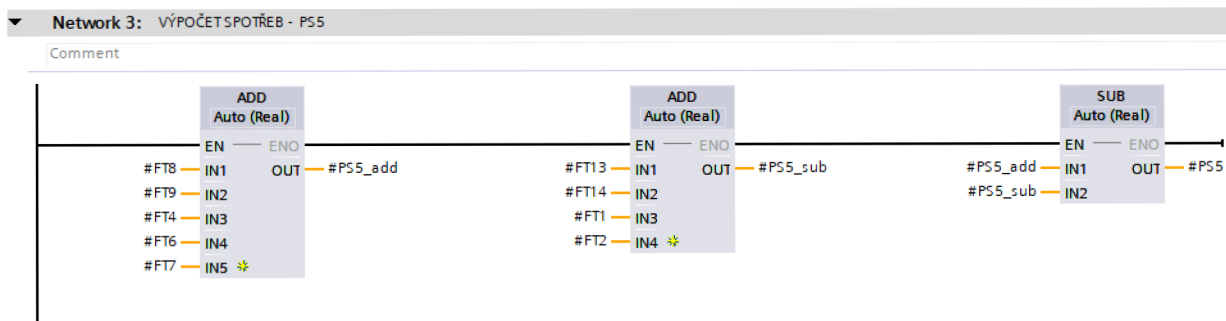 Network 3: VÝPOČET SPOTŘEB - PS5
Comment
ADD
Auto (Real)
EN ENO
#FT8 IN1 OUT #PS5_add
#FT9 IN2
#FT4 IN3
#FT6 IN4
#FT7 IN5
ADD
Auto (Real)
EN ENO
#FT13 IN1 OUT #PS5_sub
#FT14 IN2
#FT1 IN3
#FT2 IN4
SUB
Auto (Real)
EN ENO
#PS5_add IN1 OUT #PS5
#PS5_sub IN2